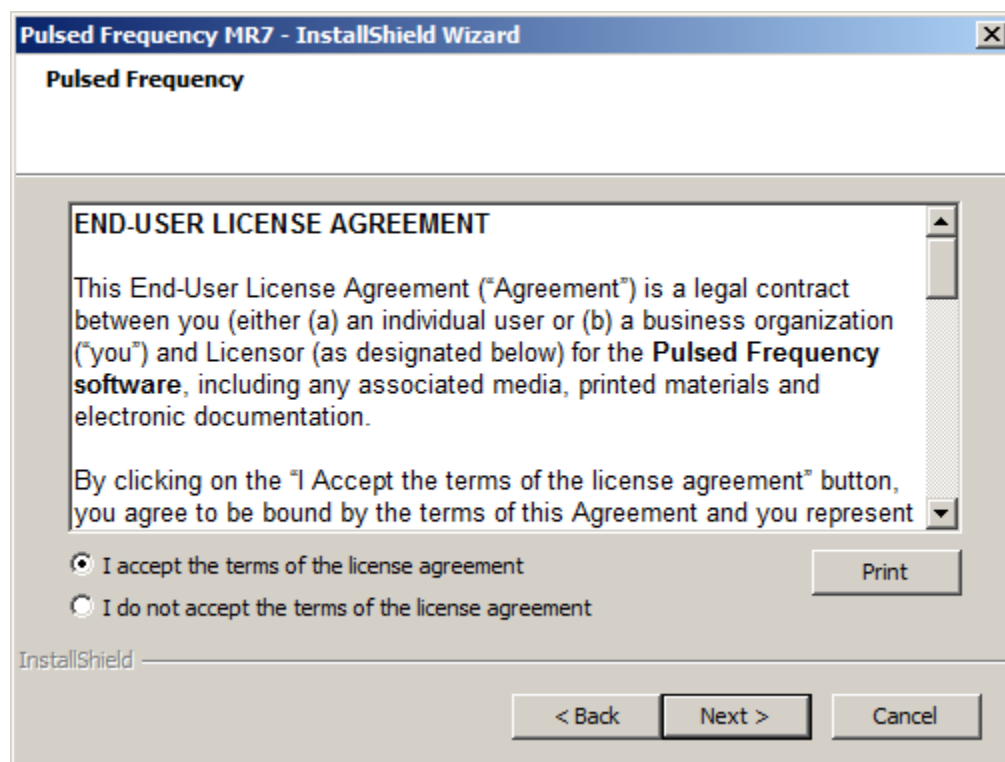 Pulsed Frequency MR7 - InstallShield Wizard
Pulsed Frequency
END-USER LICENSE AGREEMENT
This End-User License Agreement (“Agreement”) is a legal contract
between you (either (a) an individual user or (b) a business organization
(“you”) and Licensor (as designated below) for the Pulsed Frequency
software, including any associated media, printed materials and
electronic documentation.
By clicking on the “I Accept the terms of the license agreement” button,
you agree to be bound by the terms of this Agreement and you represent
I accept the terms of the license agreement
Print
I do not accept the terms of the license agreement
InstallShield
< Back
Next >
Cancel